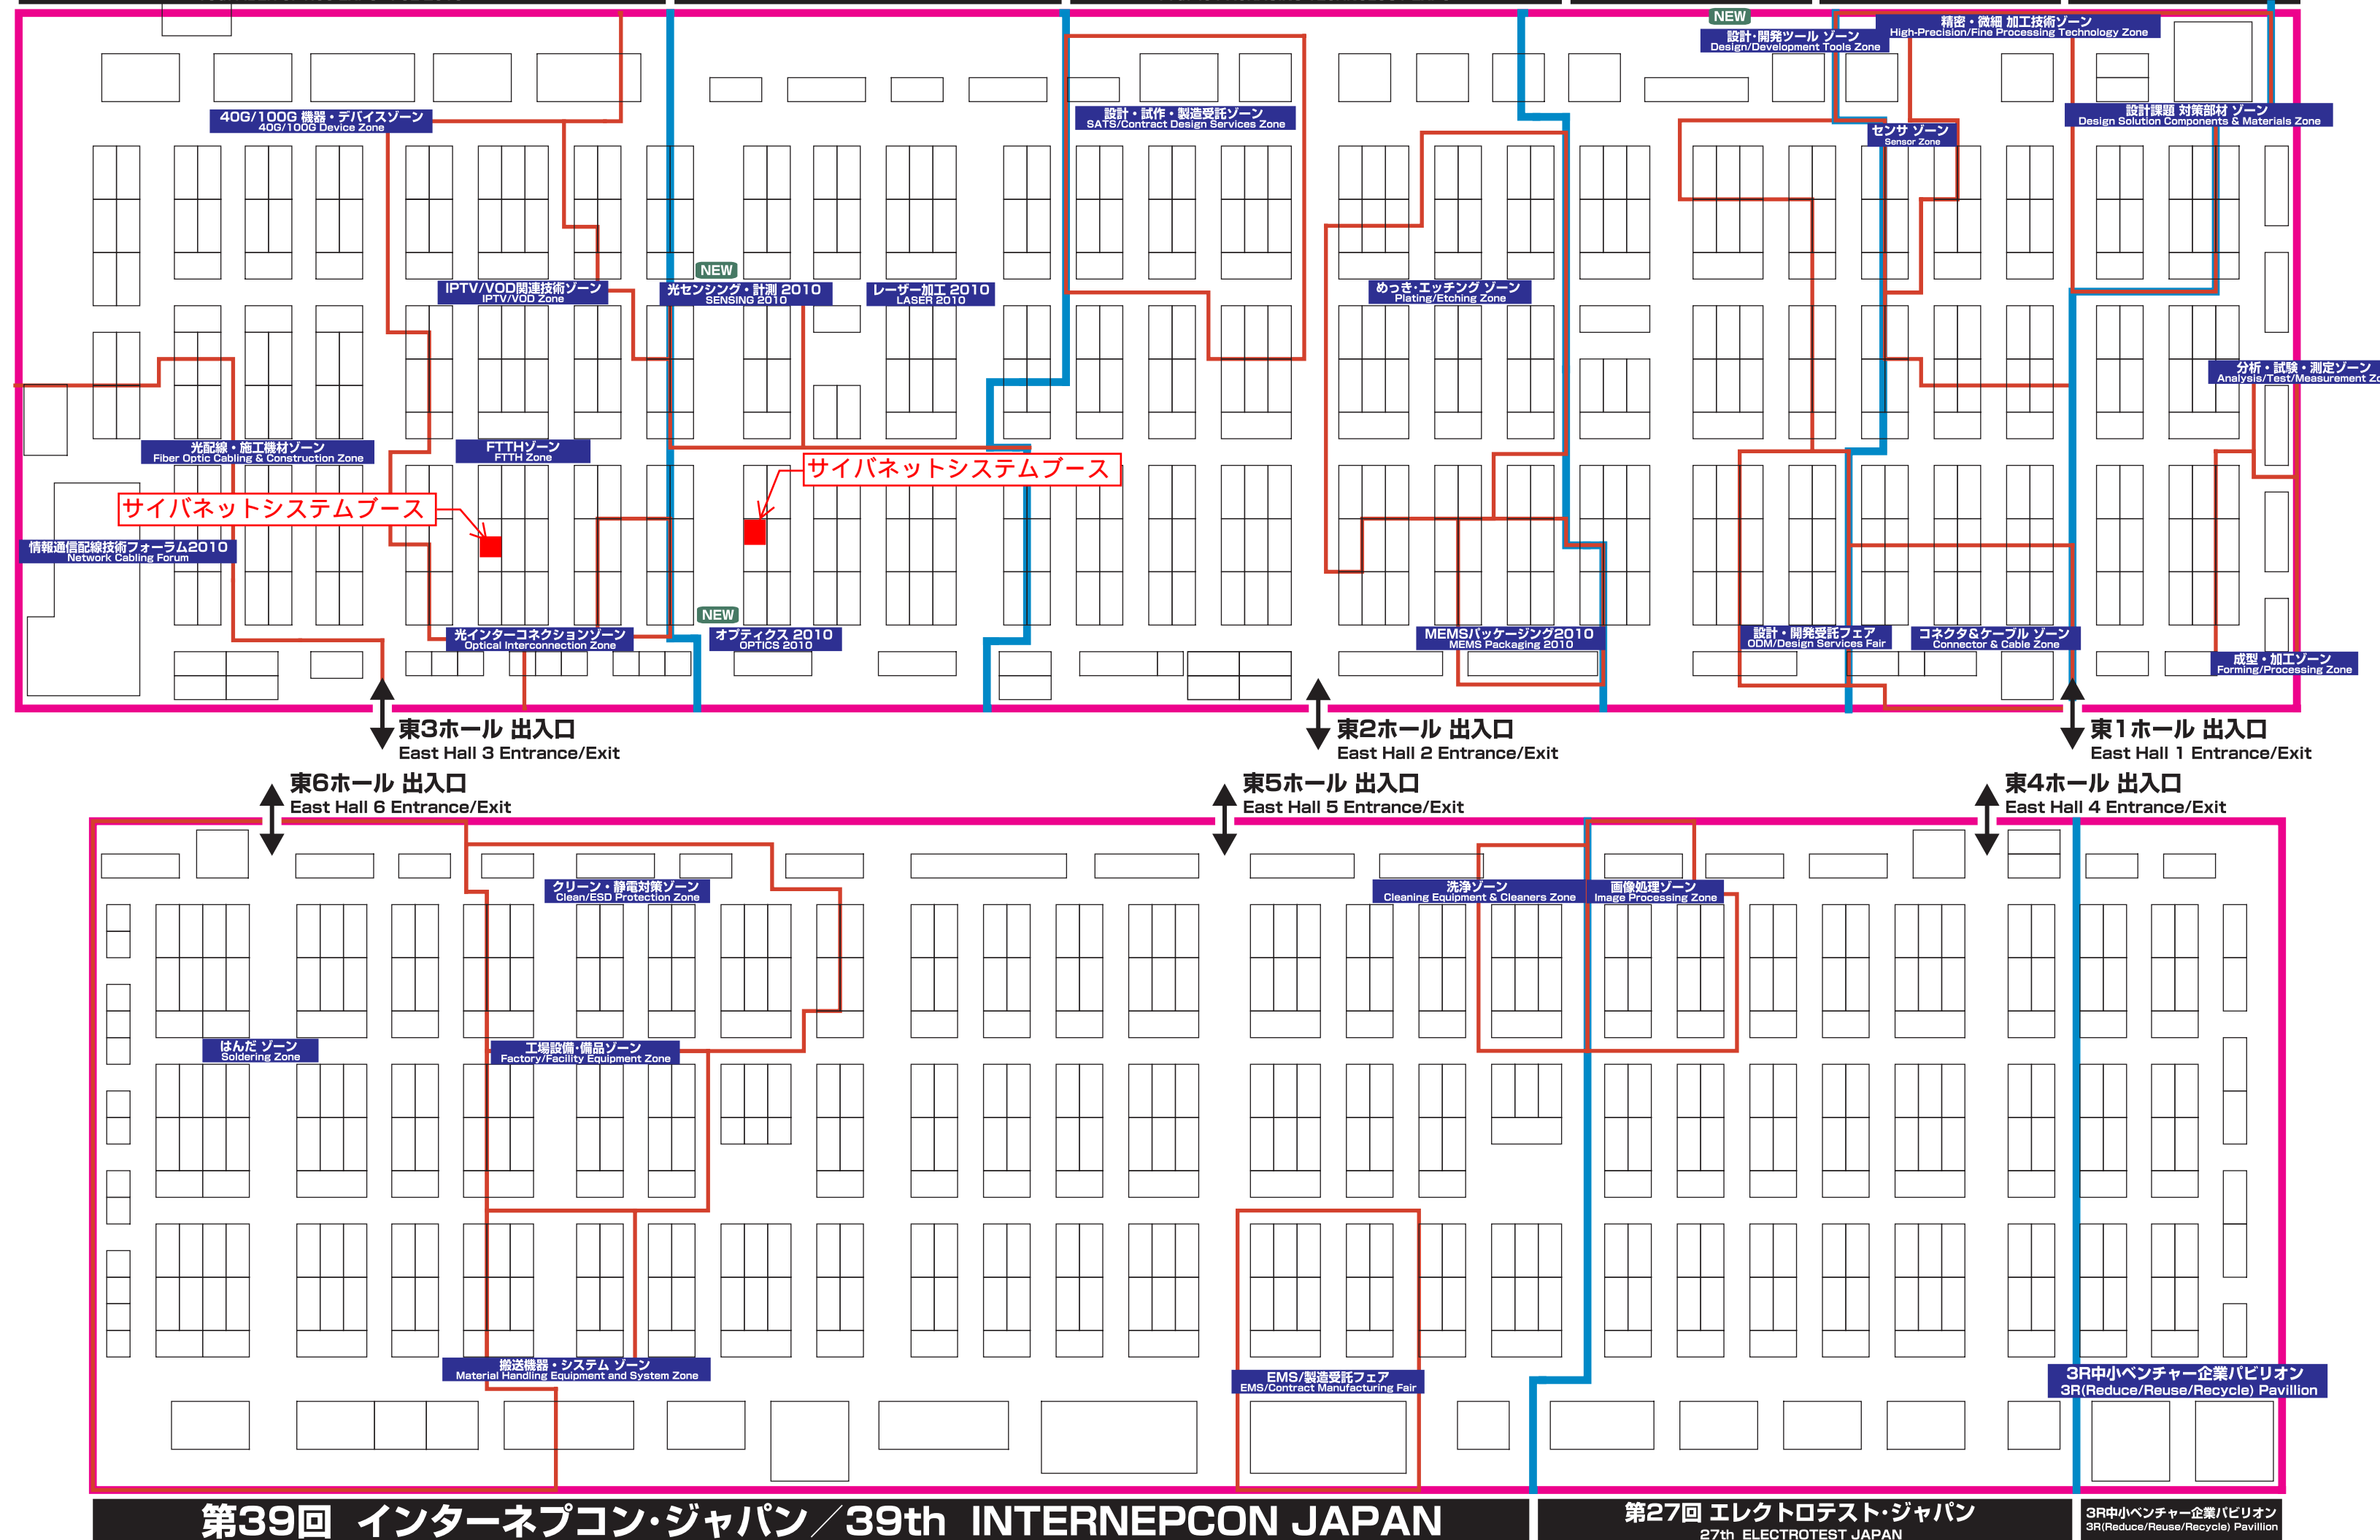 NEW
設計・開発ツール ゾーン
Design/Development Tools Zone
精密・微細 加工技術ゾーン
High-Precision/Fine Processing Technology Zone
40G/100G 機器・デバイスゾーン
40G/100G Device Zone
設計・試作・製造受託ゾーン
SATS/Contract Design Services Zone
センサ ゾーン
Sensor Zone
設計課題 対策部材 ゾーン
Design Solution Components & Materials Zone
IPTV/VOD関連技術ゾーン
IPTV/VOD Zone
NEW
光センシング・計測 2010
SENSING 2010
レーザー加工 2010
LASER 2010
めっき・エッチング ゾーン
Plating/Etching Zone
分析・試験・測定ゾーン
Analysis/Test/Measurement Zo
光配線・施工機材ゾーン
Fiber Optic Cabling & Construction Zone
FTTHゾーン
FTTH Zone
サイバネットシステムブース
サイバネットシステムブース
情報通信配線技術フォーラム2010
Network Cabling Forum
光インターコネクションゾーン
Optical Interconnection Zone
NEW
オプティクス 2010
OPTICS 2010
MEMSパッケージング2010
MEMS Packaging 2010
設計・開発受託フェア
ODM/Design Services Fair
コネクタ&ケーブル ゾーン
Connector & Cable Zone
成型・加工ゾーン
Forming/Processing Zone
東3ホール 出入口
East Hall 3 Entrance/Exit
東2ホール 出入口
East Hall 2 Entrance/Exit
東1ホール 出入口
East Hall 1 Entrance/Exit
東6ホール 出入口
East Hall 6 Entrance/Exit
東5ホール 出入口
East Hall 5 Entrance/Exit
東4ホール 出入口
East Hall 4 Entrance/Exit
クリーン・静電対策ゾーン
Clean/ESD Protection Zone
洗浄ゾーン
Cleaning Equipment & Cleaners Zone
画像処理ゾーン
Image Processing Zone
はんだ ゾーン
Soldering Zone
工場設備・備品ゾーン
Factory/Facility Equipment Zone
搬送機器・システム ゾーン
Material Handling Equipment and System Zone
EMS/製造受託フェア
EMS/Contract Manufacturing Fair
3R中小ベンチャー企業パビリオン
3R(Reduce/Reuse/Recycle) Pavillion
第39回 インターネプコン・ジャパン／39th INTERNEPCON JAPAN
第27回 エレクトロテスト・ジャパン
27th ELECTROTEST JAPAN
3R中小ベンチャー企業パビリオン
3R(Reduce/Reuse/Recycle) Pavillion